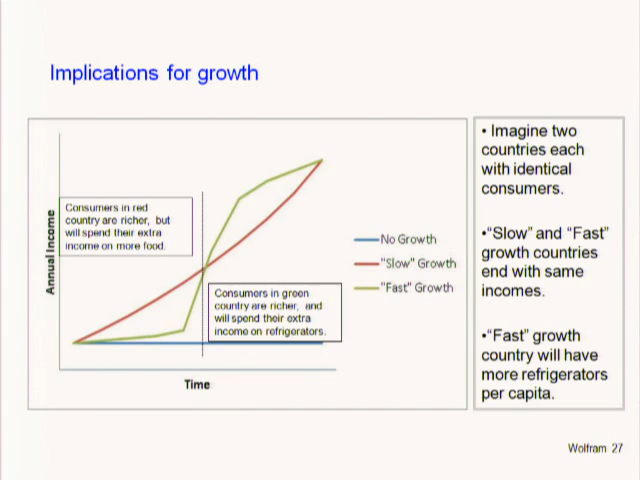 Implications for growth
Annual Income
Consumers in red
country are richer, but
will spend their extra
income on more food.
Consumers in green
country are richer, and
will spend their extra
income on refrigerators.
Time
No Growth
"Slow" Growth
"Fast" Growth
• Imagine two
countries each
with identical
consumers.
•“Slow” and “Fast”
growth countries
end with same
incomes.
•“Fast” growth
country will have
more refrigerators
per capita.
Wolfram 27